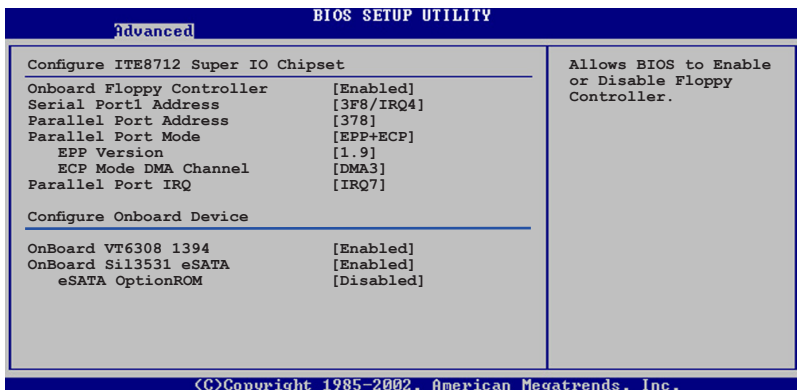 BIOS SETUP UTILITY
Advanced
Configure ITE8712 Super IO Chipset
Onboard Floppy Controller [Enabled]
Serial Port1 Address [3F8/IRQ4]
Parallel Port Address [378]
Parallel Port Mode [EPP+ECP]
EPP Version [1.9]
ECP Mode DMA Channel [DMA3]
Parallel Port IRQ [IRQ7]
Configure Onboard Device
OnBoard VT6308 1394 [Enabled]
OnBoard Sil3531 eSATA [Enabled]
eSATA OptionROM [Disabled]
Allows BIOS to Enable
or Disable Floppy
Controller.
(C)Copyright 1985-2002, American Megatrends, Inc.